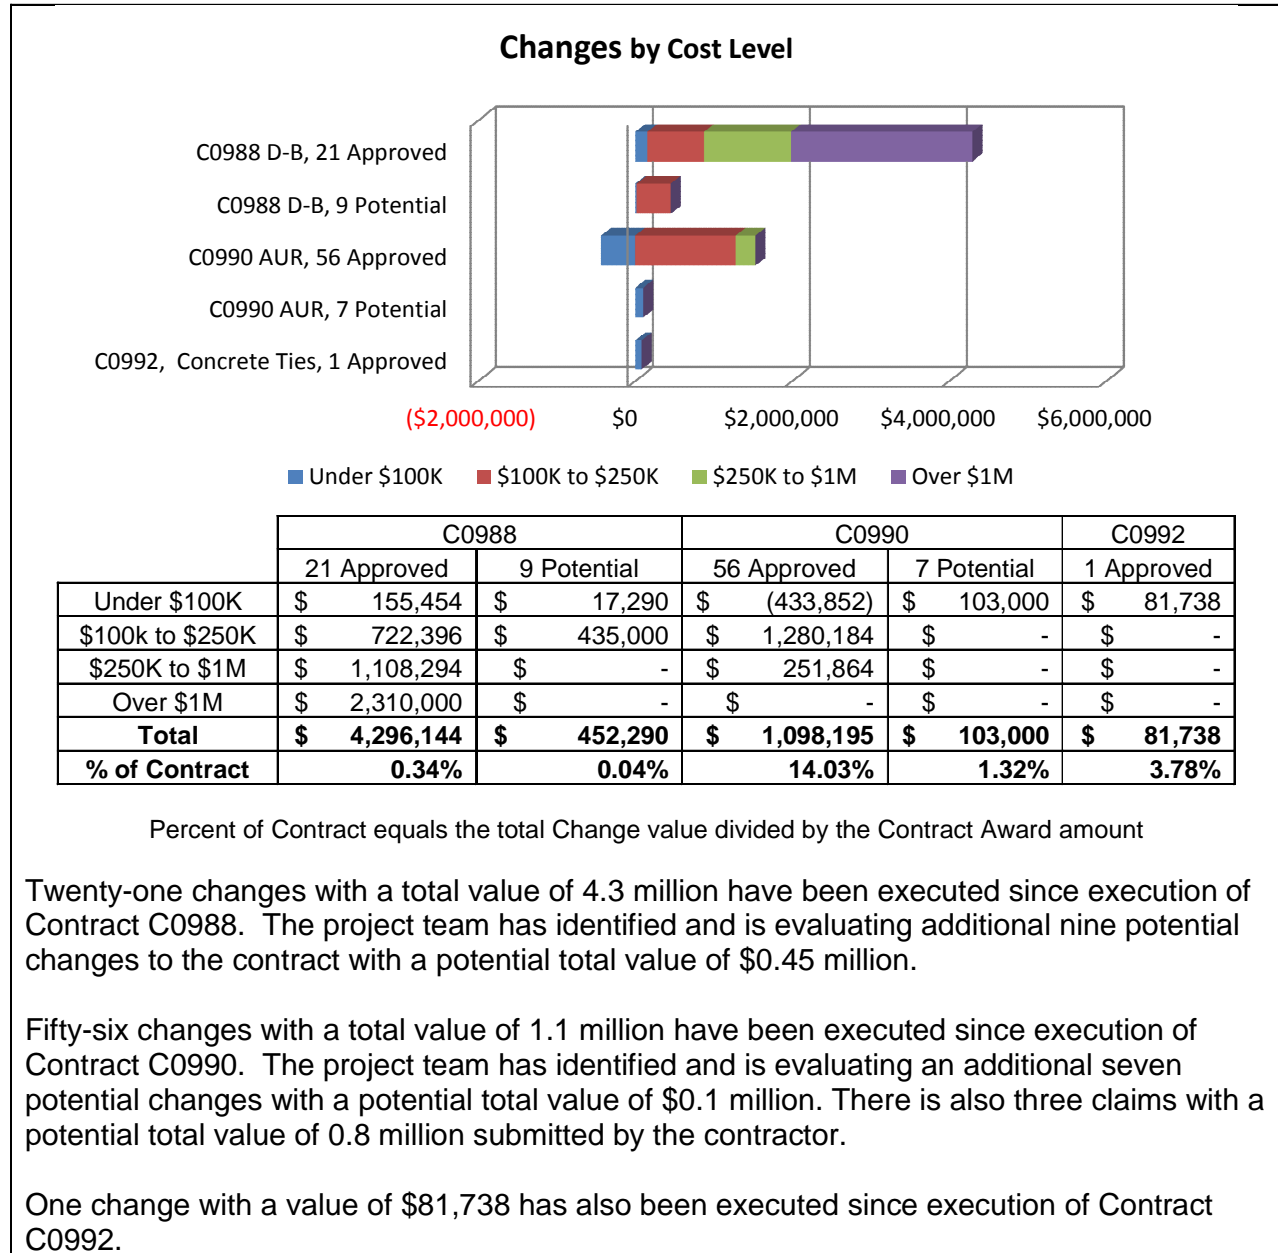 Changes by Cost Level
C0988 D-B, 21 Approved
C0988 D-B, 9 Potential
C0990 AUR, 56 Approved
C0990 AUR, 7 Potential
C0992,  Concrete Ties, 1 Approved
($2,000,000) $0 $2,000,000 $4,000,000 $6,000,000
Under $100K $100K to $250K $250K to $1M Over $1M
C0988 C0990 C0992
21 Approved 9 Potential 56 Approved 7 Potential 1 Approved
Under $100K $ 155,454 $ 17,290 $ (433,852) $ 103,000 $ 81,738
$100k to $250K $ 722,396 $ 435,000 $ 1,280,184 $ - $ -
$250K to $1M $ 1,108,294 $ - $ 251,864 $ - $ -
Over $1M $ 2,310,000 $ - $ - $ - $ -
Total $ 4,296,144 $ 452,290 $ 1,098,195 $ 103,000 $ 81,738
% of Contract 0.34% 0.04% 14.03% 1.32% 3.78%
Percent of Contract equals the total Change value divided by the Contract Award amount
Twenty-one changes with a total value of 4.3 million have been executed since execution of
Contract C0988.  The project team has identified and is evaluating additional nine potential
changes to the contract with a potential total value of $0.45 million.
Fifty-six changes with a total value of 1.1 million have been executed since execution of
Contract C0990.  The project team has identified and is evaluating an additional seven
potential changes with a potential total value of $0.1 million. There is also three claims with a
potential total value of 0.8 million submitted by the contractor.
One change with a value of $81,738 has also been executed since execution of Contract
C0992.